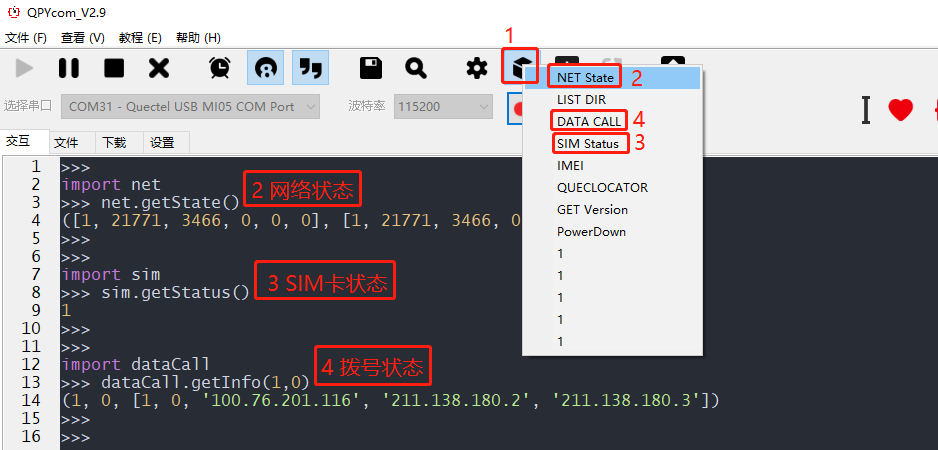 QPYcom_V2.9
文件 (F) 查看 (V) 教程 (E) 帮助 (H)
1
选择串口 COM31 - Quectel USB MI05 COM Port 波特率 115200
NET State 2
LIST DIR
DATA CALL 4
SIM Status 3
IMEI
QUECLOCATOR
GET Version
PowerDown
1
1
1
1
1
交互 文件 下载 设置
1 >>>
2 import net
2 网络状态
3 >>> net.getState()
4 ([1, 21771, 3466, 0, 0, 0], [1, 21771, 3466, 0
5 >>>
6 >>>
7 import sim
3 SIM卡状态
8 >>> sim.getStatus()
9 1
10 >>>
11 >>>
12 import dataCall
4 拨号状态
13 >>> dataCall.getInfo(1,0)
14 (1, 0, [1, 0, '100.76.201.116', '211.138.180.2', '211.138.180.3'])
15 >>>
16 >>>